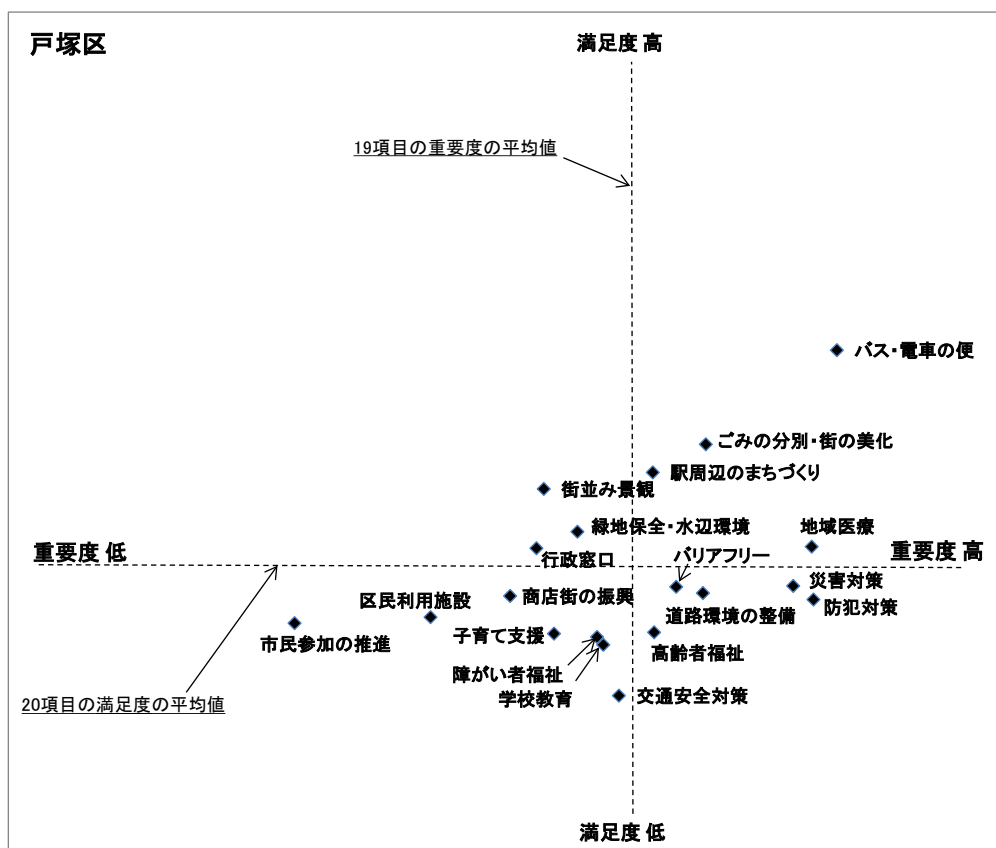 戸塚区
満足度 高
19項目の重要度の平均値
バス・電車の便
ごみの分別・街の美化
駅周辺のまちづくり
街並み景観
緑地保全・水辺環境
地域医療
重要度 低
行政窓口
バリアフリー
重要度 高
災害対策
区民利用施設
商店街の振興
道路環境の整備
防犯対策
市民参加の推進
子育て支援
高齢者福祉
障がい者福祉
学校教育
交通安全対策
20項目の満足度の平均値
満足度 低